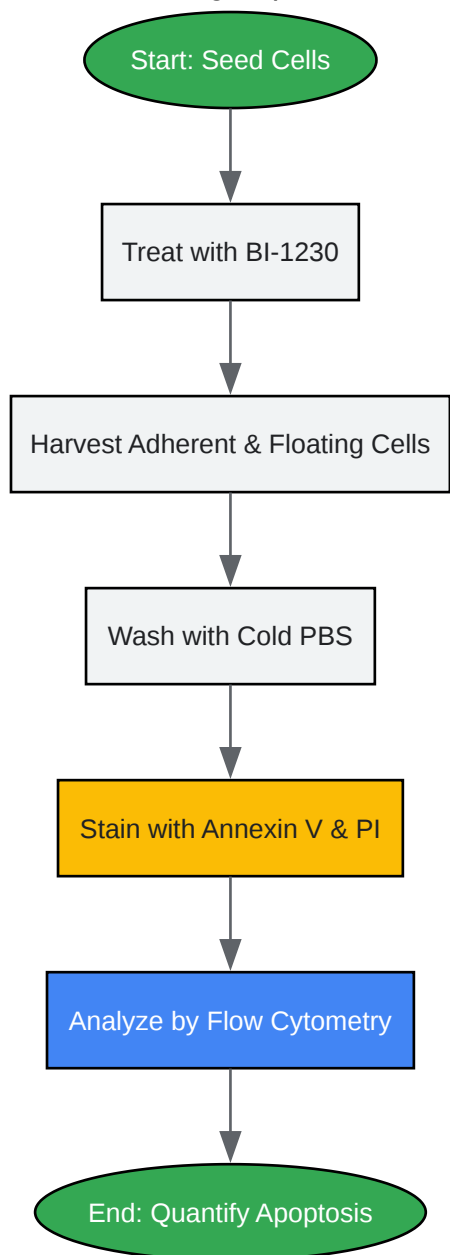 Start: Seed Cells
Treat with BI-1230
Harvest Adherent & Floating Cells
Wash with Cold PBS
Stain with Annexin V & PI
Analyze by Flow Cytometry
End: Quantify Apoptosis